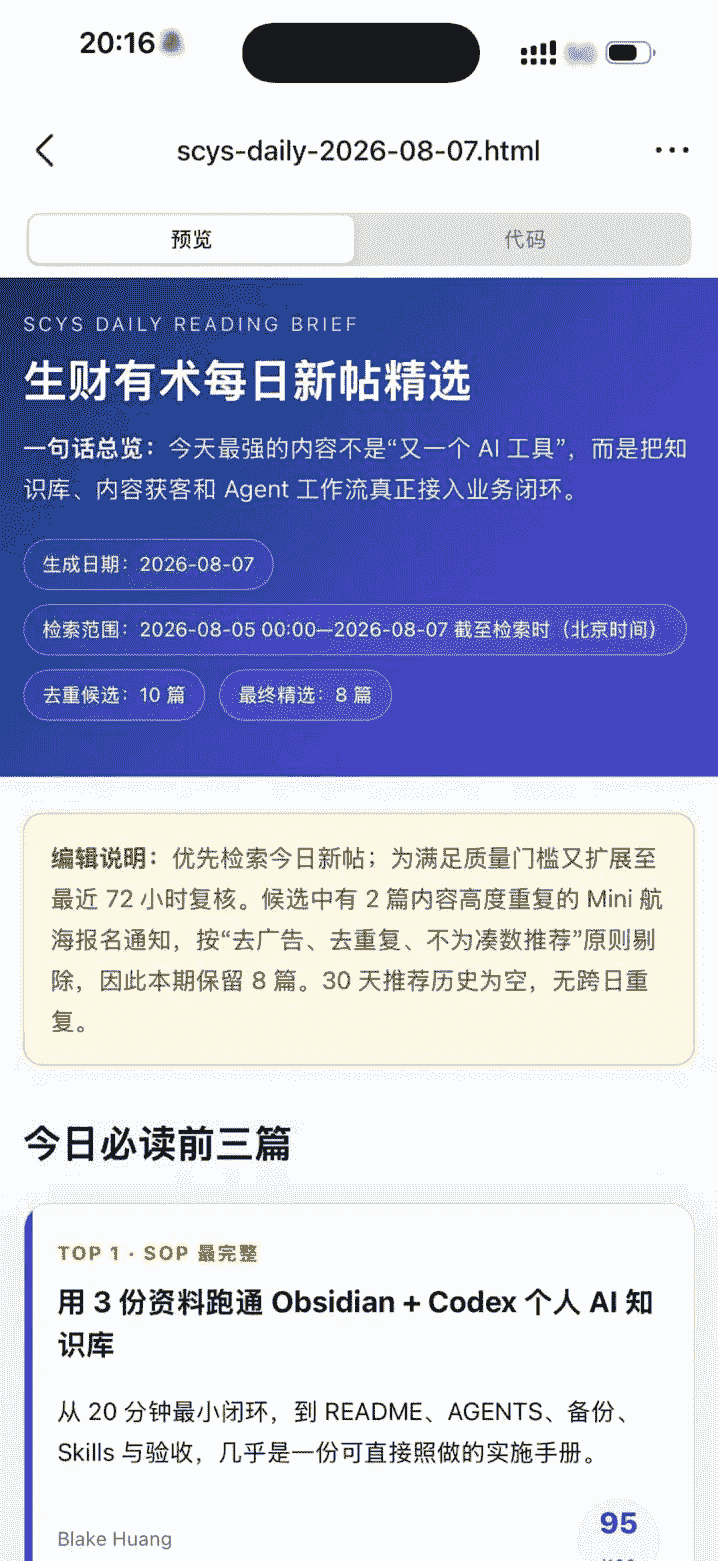 20:16
scys-daily-2026-08-07.html
预览
代码
SCYS DAILY READING BRIEF
生财有术每日新帖精选
一句话总览：今天最强的内容不是“又一个 AI 工具”，而是把知
识库、内容获客和 Agent 工作流真正接入业务闭环。
生成日期：2026-08-07
检索范围：2026-08-05 00:00—2026-08-07 截至检索时（北京时间）
去重候选：10 篇
最终精选：8 篇
编辑说明：优先检索今日新帖；为满足质量门槛又扩展至
最近 72 小时复核。候选中有 2 篇内容高度重复的 Mini 航
海报名通知，按“去广告、去重复、不为凑数推荐”原则剔
除，因此本期保留 8 篇。30 天推荐历史为空，无跨日重
复。
今日必读前三篇
TOP 1 · SOP 最完整
用 3 份资料跑通 Obsidian + Codex 个人 AI 知
识库
从 20 分钟最小闭环，到 README、AGENTS、备份、
Skills 与验收，几乎是一份可直接照做的实施手册。
Blake Huang
95